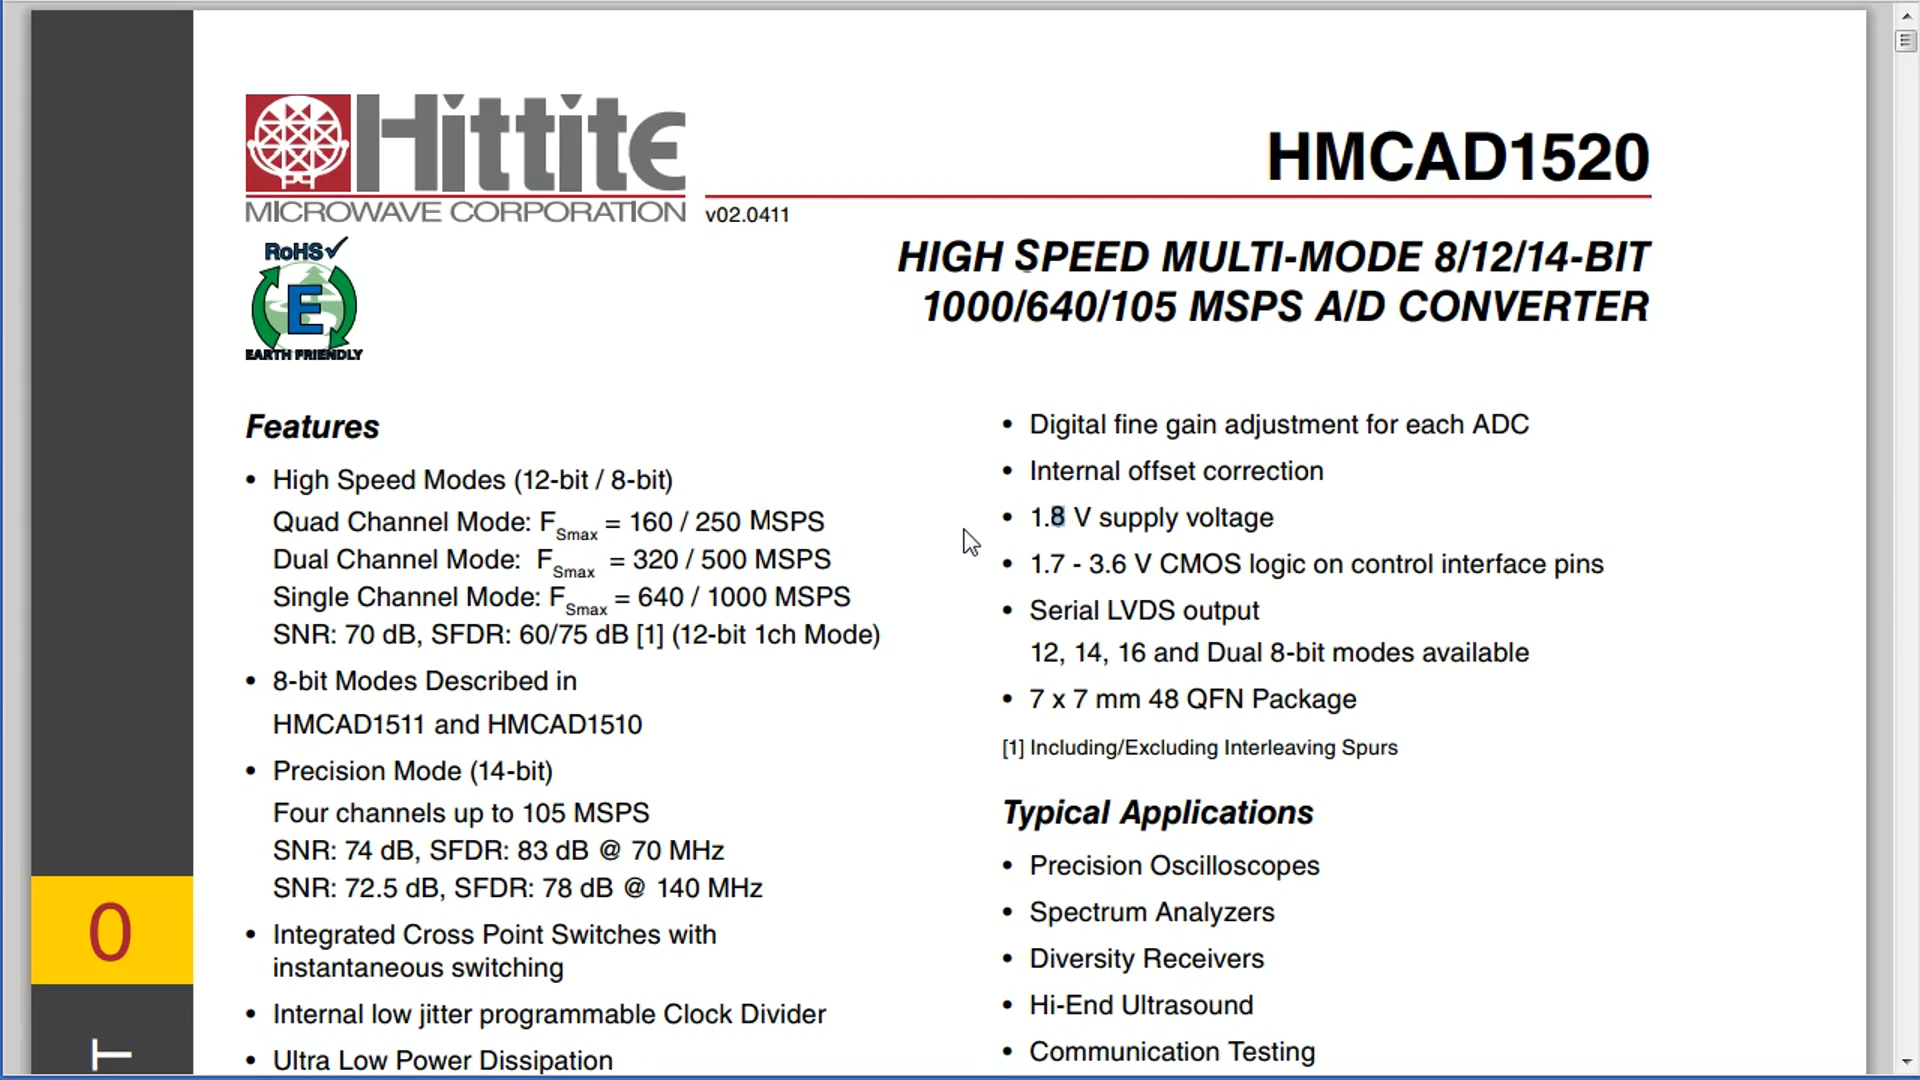 Hittite
MICROWAVE CORPORATION
v02.0411
HMCAD1520
RoHS✓
E
EARTH FRIENDLY
HIGH SPEED MULTI-MODE 8/12/14-BIT
1000/640/105 MSPS A/D CONVERTER
Features
• High Speed Modes (12-bit / 8-bit)
Quad Channel Mode: FSmax = 160 / 250 MSPS
Dual Channel Mode: FSmax = 320 / 500 MSPS
Single Channel Mode: FSmax = 640 / 1000 MSPS
SNR: 70 dB, SFDR: 60/75 dB [1] (12-bit 1ch Mode)
• 8-bit Modes Described in
HMCAD1511 and HMCAD1510
• Precision Mode (14-bit)
Four channels up to 105 MSPS
SNR: 74 dB, SFDR: 83 dB @ 70 MHz
SNR: 72.5 dB, SFDR: 78 dB @ 140 MHz
• Integrated Cross Point Switches with
instantaneous switching
• Internal low jitter programmable Clock Divider
• Ultra Low Power Dissipation
• Digital fine gain adjustment for each ADC
• Internal offset correction
• 1.8 V supply voltage
• 1.7 - 3.6 V CMOS logic on control interface pins
• Serial LVDS output
12, 14, 16 and Dual 8-bit modes available
• 7 x 7 mm 48 QFN Package
[1] Including/Excluding Interleaving Spurs
Typical Applications
• Precision Oscilloscopes
• Spectrum Analyzers
• Diversity Receivers
• Hi-End Ultrasound
• Communication Testing
0
T